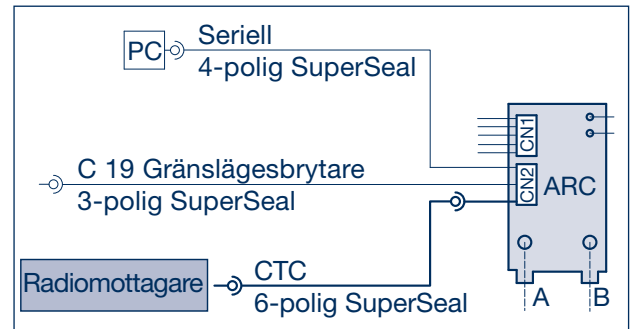 PC
Seriell
4-polig SuperSeal
C 19 Gränslägesbrytare
3-polig SuperSeal
CN1
CN2
ARC
Radiomottagare
CTC
6-polig SuperSeal
A
B